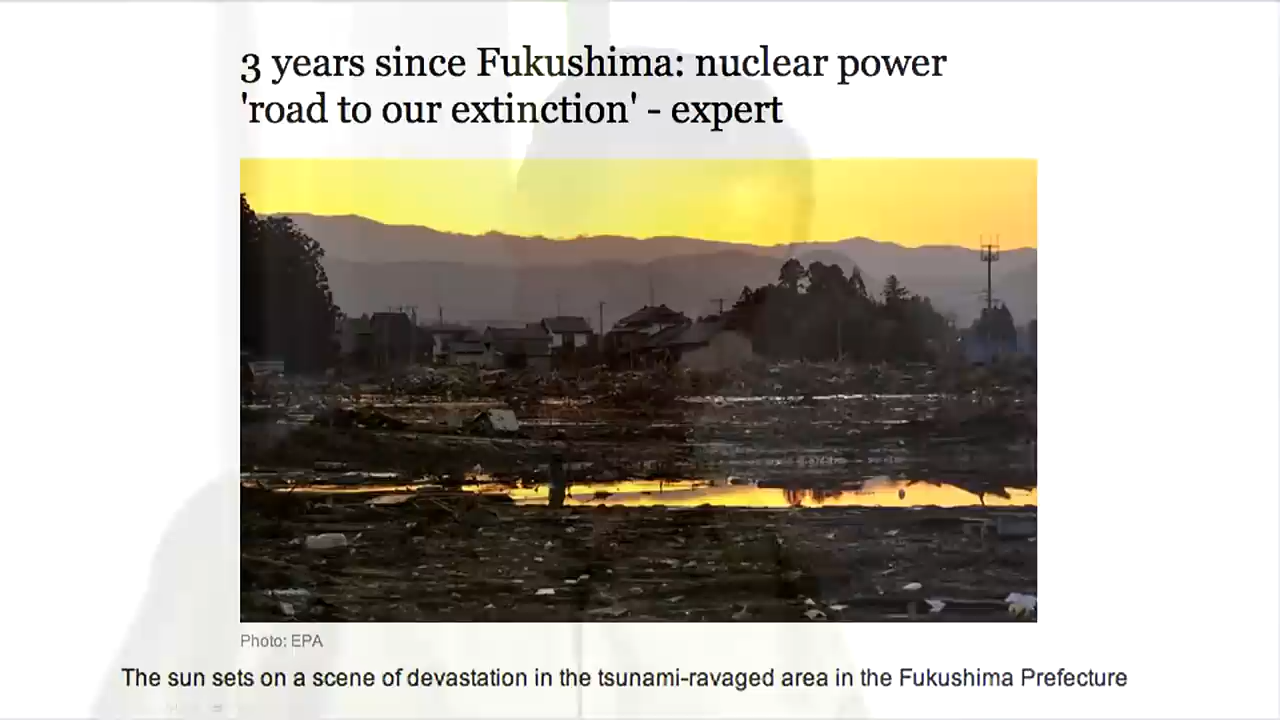 3 years since Fukushima: nuclear power
'road to our extinction' - expert
Photo: EPA
The sun sets on a scene of devastation in the tsunami-ravaged area in the Fukushima Prefecture